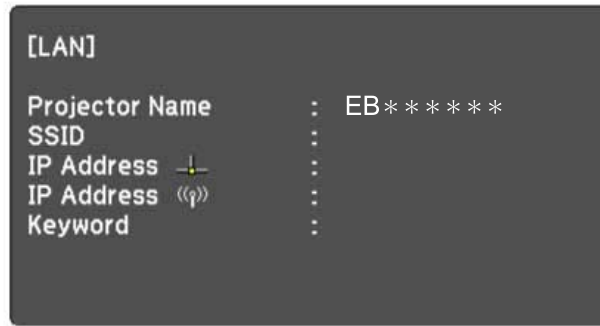 [LAN]
Projector Name : EB******
SSID :
IP Address :
IP Address :
Keyword :